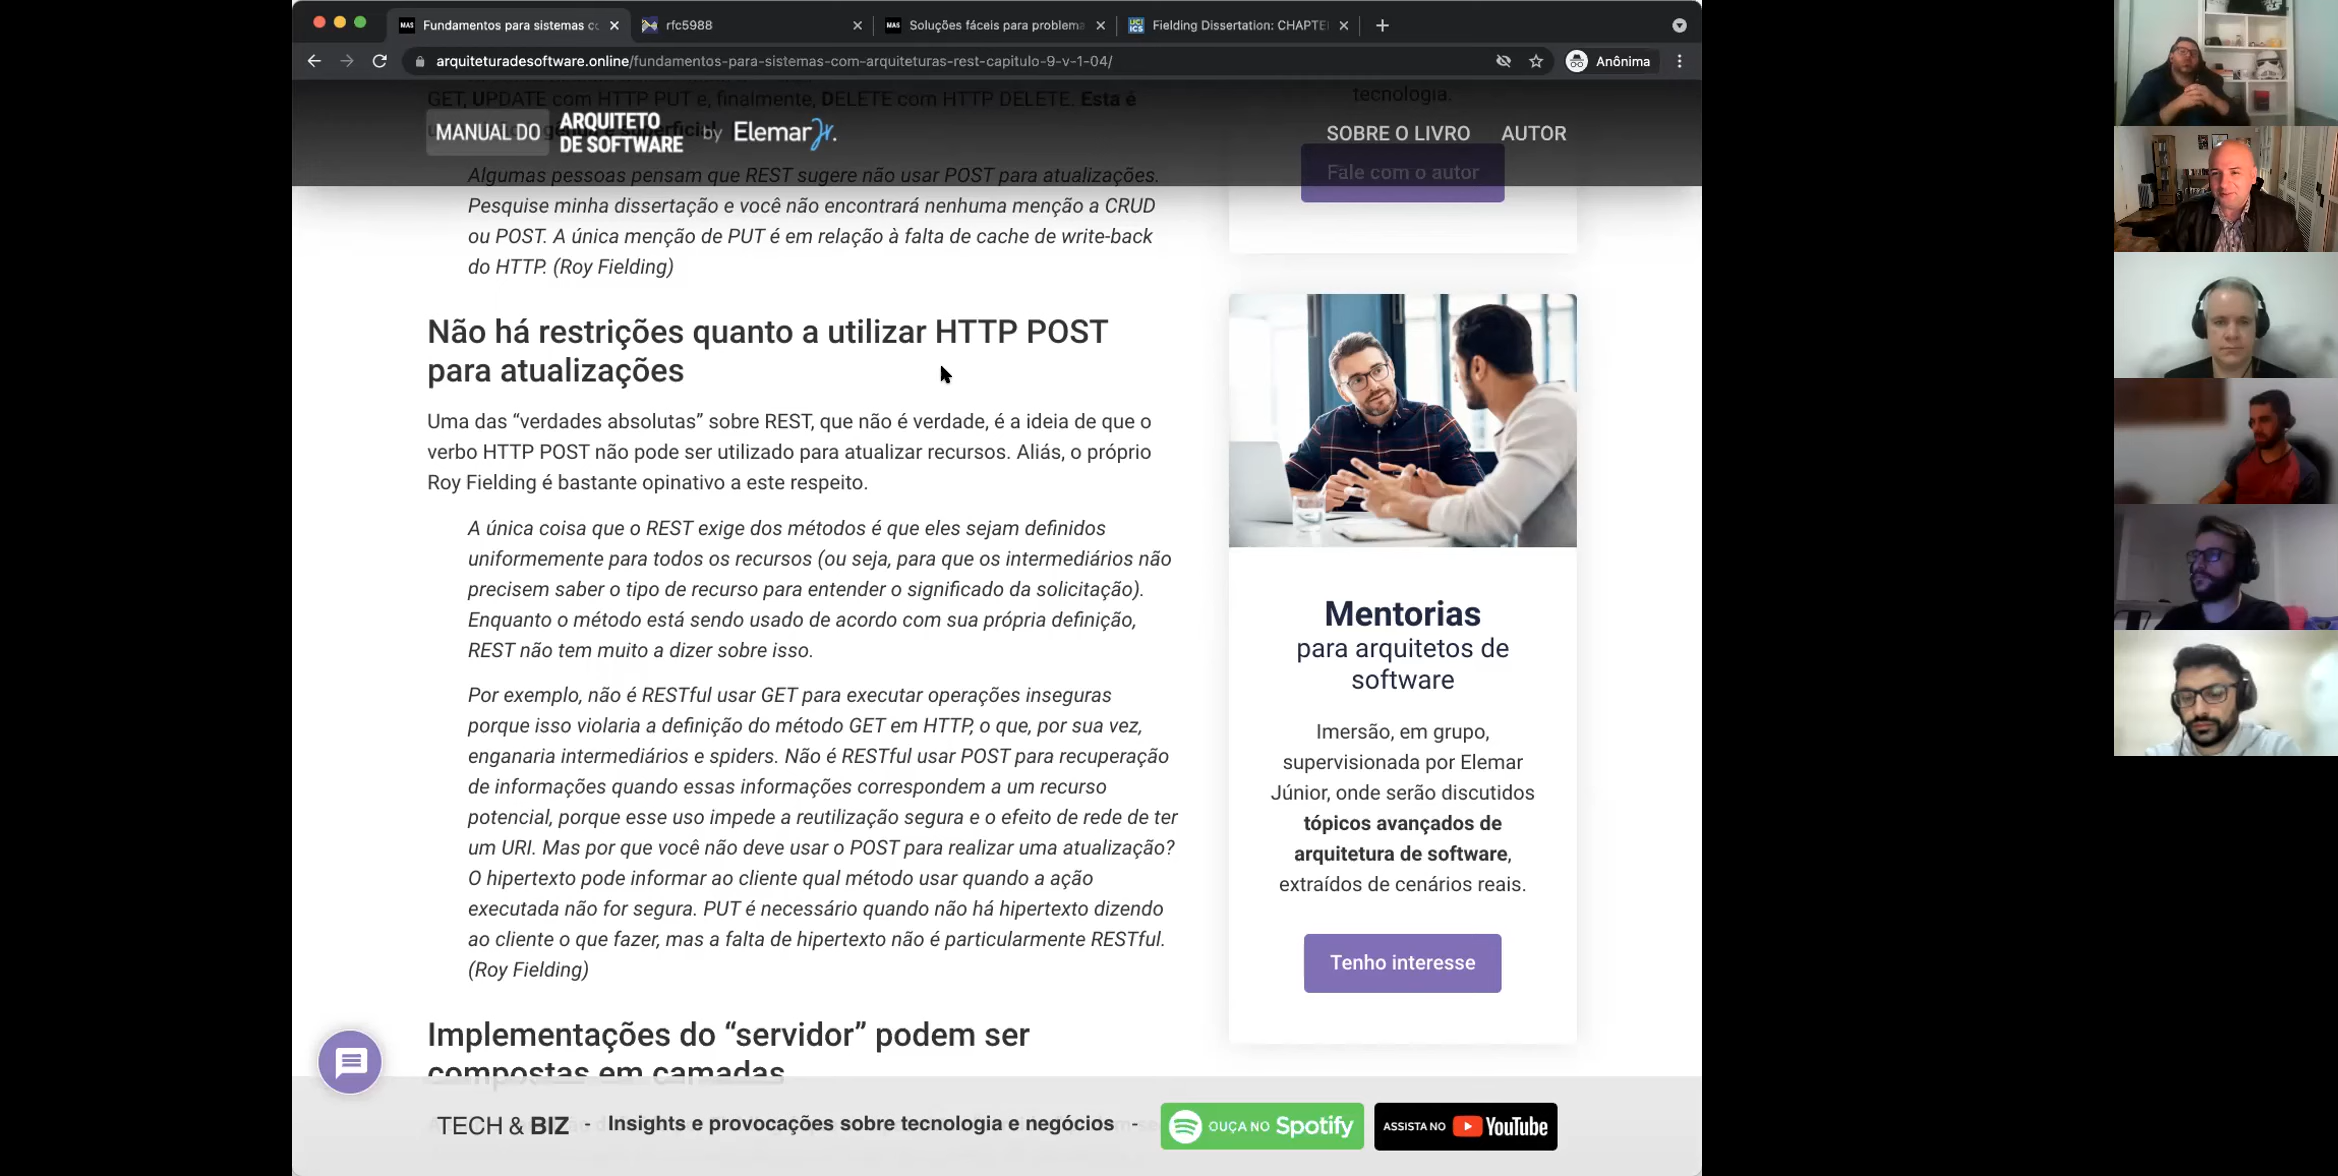 Fundamentos para sistemas co
rfc5988
Soluções fáceis para problema
Fielding Dissertation: CHAPTE
arquiteturadesoftware.online/fundamentos-para-sistemas-com-arquiteturas-rest-capitulo-9-v-1-04/
Anônima
GET, UPDATE com HTTP PUT e, finalmente, DELETE com HTTP DELETE. Esta é
tecnologia.
MANUAL DO ARQUITETO DE SOFTWARE by Elemar Jr.
SOBRE O LIVRO
AUTOR
Fale com o autor
Algumas pessoas pensam que REST sugere não usar POST para atualizações.
Pesquise minha dissertação e você não encontrará nenhuma menção a CRUD
ou POST. A única menção de PUT é em relação à falta de cache de write-back
do HTTP. (Roy Fielding)
Não há restrições quanto a utilizar HTTP POST
para atualizações
Uma das “verdades absolutas” sobre REST, que não é verdade, é a ideia de que o
verbo HTTP POST não pode ser utilizado para atualizar recursos. Aliás, o próprio
Roy Fielding é bastante opinativo a este respeito.
A única coisa que o REST exige dos métodos é que eles sejam definidos
uniformemente para todos os recursos (ou seja, para que os intermediários não
precisem saber o tipo de recurso para entender o significado da solicitação).
Enquanto o método está sendo usado de acordo com sua própria definição,
REST não tem muito a dizer sobre isso.
Por exemplo, não é RESTful usar GET para executar operações inseguras
porque isso violaria a definição do método GET em HTTP, o que, por sua vez,
enganaria intermediários e spiders. Não é RESTful usar POST para recuperação
de informações quando essas informações correspondem a um recurso
potencial, porque esse uso impede a reutilização segura e o efeito de rede de ter
um URI. Mas por que você não deve usar o POST para realizar uma atualização?
O hipertexto pode informar ao cliente qual método usar quando a ação
executada não for segura. PUT é necessário quando não há hipertexto dizendo
ao cliente o que fazer, mas a falta de hipertexto não é particularmente RESTful.
(Roy Fielding)
Implementações do “servidor” podem ser
compostas em camadas
Mentorias
para arquitetos de
software
Imersão, em grupo,
supervisionada por Elemar
Júnior, onde serão discutidos
tópicos avançados de
arquitetura de software,
extraídos de cenários reais.
Tenho interesse
TECH & BIZ - Insights e provocações sobre tecnologia e negócios -
OUÇA NO Spotify
ASSISTA NO YouTube